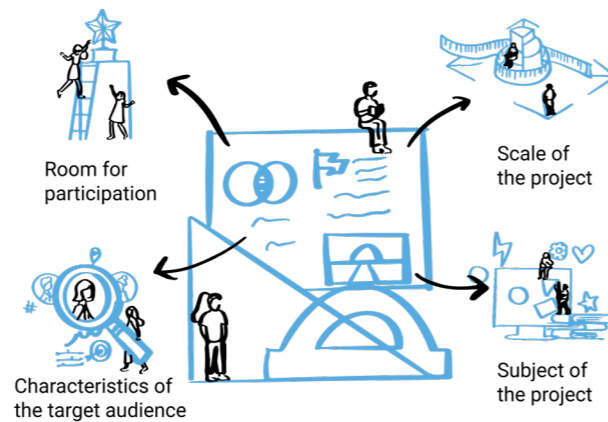 Room for
participation
Scale of
the project
Characteristics of
the target audience
Subject of
the project